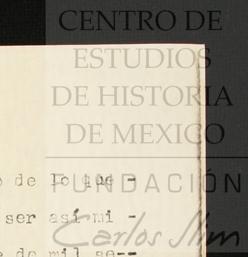 CENTRO DE
ESTUDIOS
DE HISTORIA
DE MEXICO
FUNDACIÓN
o de lo que -
ser así mi -
Carlos Slim
de mil se--